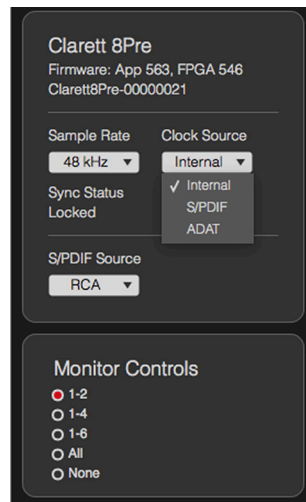 Clarett 8Pre
Firmware: App 563, FPGA 546
Clarett8Pre-00000021
Sample Rate Clock Source
48 kHz ▼ Internal ▼
✓ Internal
Sync Status
S/PDIF
Locked
ADAT
S/PDIF Source
RCA ▼
Monitor Controls
1-2
1-4
1-6
All
None